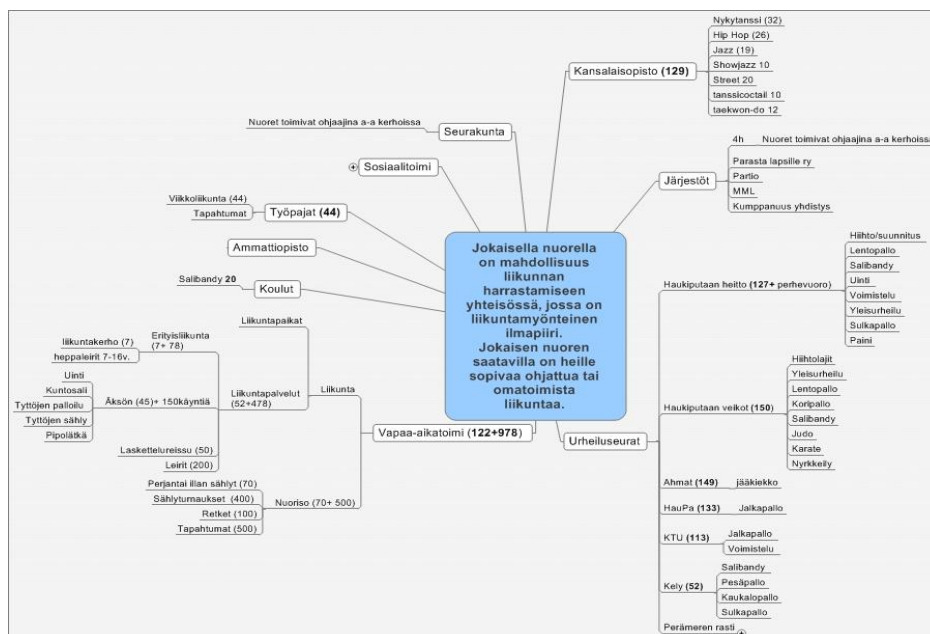 Jokaisella nuorella
on mahdollisuus
liikunnan
harrastamiseen
yhteisössä, jossa on
liikuntamyönteinen
ilmapiiri.
Jokaisen nuoren
saatavilla on heille
sopivaa ohjattua tai
omatoimista
liikuntaa.
Kansalaisopisto (129)
Nykytanssi (32)
Hip Hop (26)
Jazz (19)
Showjazz 10
Street 20
tanssicoctail 10
taekwon-do 12
Järjestöt
4h Nuoret toimivat ohjaajina a-a kerhoissa
Parasta lapsille ry
Partio
MML
Kumppanuus yhdistys
Urheiluseurat
Haukiputaan heitto (127+ perhevuoro)
Hiihto/suunnitus
Lentopallo
Salibandy
Uinti
Voimistelu
Yleisurheilu
Sulkapallo
Paini
Haukiputaan veikot (150)
Hiihtolajit
Yleisurheilu
Lentopallo
Koripallo
Salibandy
Judo
Karate
Nyrkkeily
Ahmat (149) jääkiekko
HauPa (133) Jalkapallo
KTU (113)
Jalkapallo
Voimistelu
Kely (52)
Salibandy
Pesäpallo
Kaukalopallo
Sulkapallo
Perämeren rasti
Seurakunta
Nuoret toimivat ohjaajina a-a kerhoissa
Sosiaalitoimi
Työpajat (44)
Viikkoliikunta (44)
Tapahtumat
Ammattiopisto
Koulut
Salibandy 20
Vapaa-aikatoimi (122+978)
Liikunta
Liikuntapaikat
Liikuntapalvelut
(52+478)
Erityisliikunta
(7+ 78)
liikuntakerho (7)
heppaleirit 7-16v.
Äksön (45)+ 150käyntiä
Uinti
Kuntosali
Tyttöjen palloilu
Tyttöjen sähly
Pipolätkä
Laskettelureissu (50)
Leirit (200)
Nuoriso (70+ 500)
Perjantai illan sählyt (70)
Sählyturnaukset (400)
Retket (100)
Tapahtumat (500)